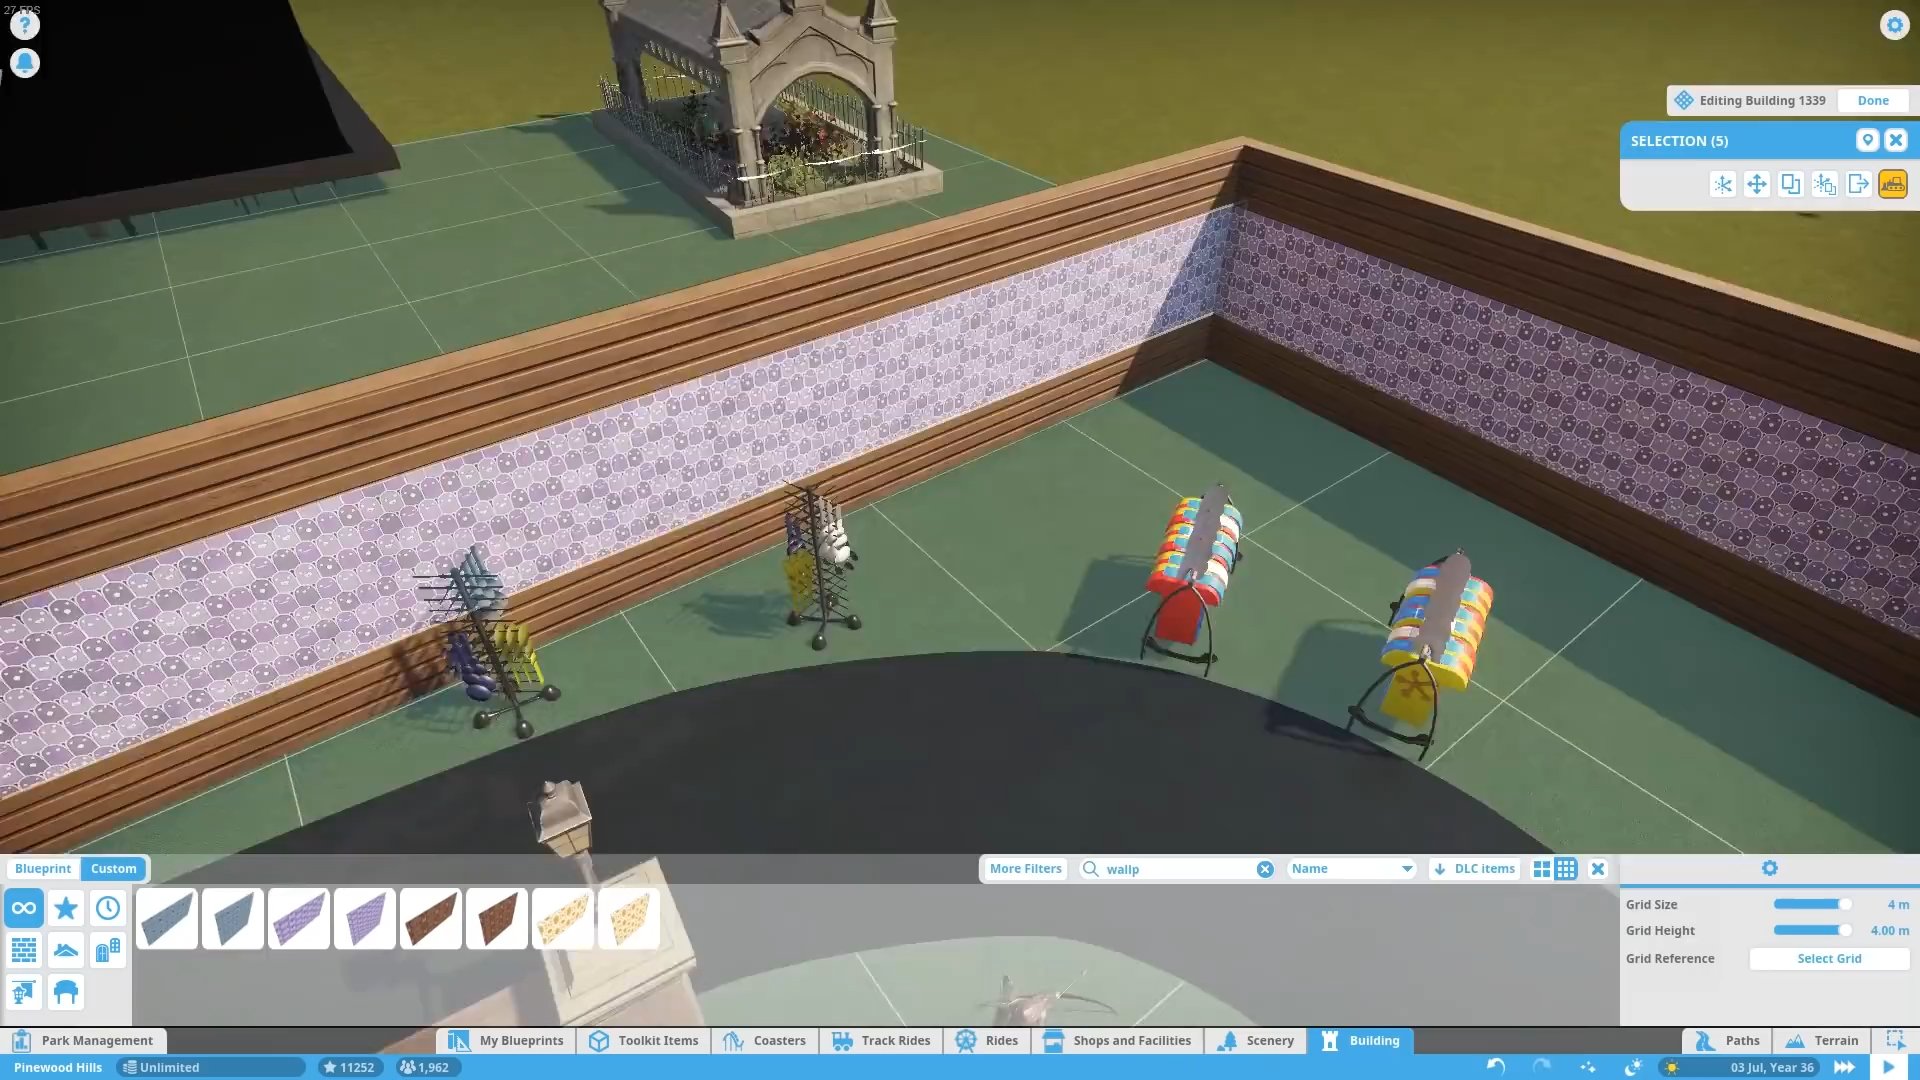 27 FPS
?
Editing Building 1339
Done
SELECTION (5)
Blueprint
Custom
More Filters
wallp
Name
DLC items
Grid Size
4 m
Grid Height
4.00 m
Grid Reference
Select Grid
Park Management
My Blueprints
Toolkit Items
Coasters
Track Rides
Rides
Shops and Facilities
Scenery
Building
Paths
Terrain
Pinewood Hills
Unlimited
11252
1,962
03 Jul, Year 36